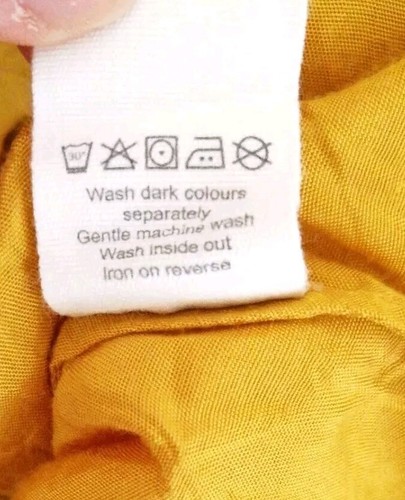 30°
Wash dark colours
separately
Gentle machine wash
Wash inside out
Iron on reverse